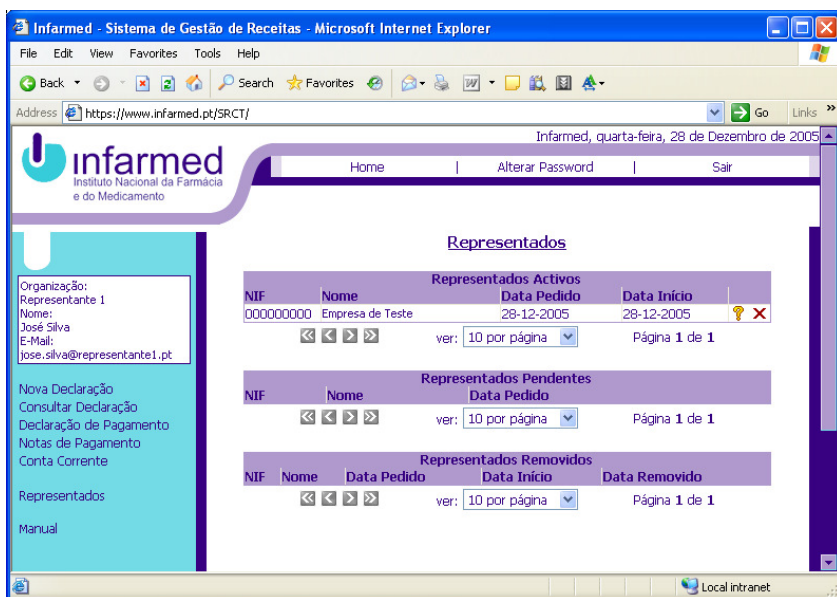 Infarmed - Sistema de Gestão de Receitas - Microsoft Internet Explorer
File Edit View Favorites Tools Help
Back Search Favorites
Address https://www.infarmed.pt/SRCT/ Go Links »
Infarmed, quarta-feira, 28 de Dezembro de 2005
infarmed
Instituto Nacional da Farmácia
e do Medicamento
Home | Alterar Password | Sair
Organização:
Representante 1
Nome:
José Silva
E-Mail:
jose.silva@representante1.pt
Nova Declaração
Consultar Declaração
Declaração de Pagamento
Notas de Pagamento
Conta Corrente
Representados
Manual
Representados
Representados Activos
NIF Nome Data Pedido Data Início
000000000 Empresa de Teste 28-12-2005 28-12-2005
ver: 10 por página Página 1 de 1
Representados Pendentes
NIF Nome Data Pedido
ver: 10 por página Página 1 de 1
Representados Removidos
NIF Nome Data Pedido Data Início Data Removido
ver: 10 por página Página 1 de 1
Local intranet